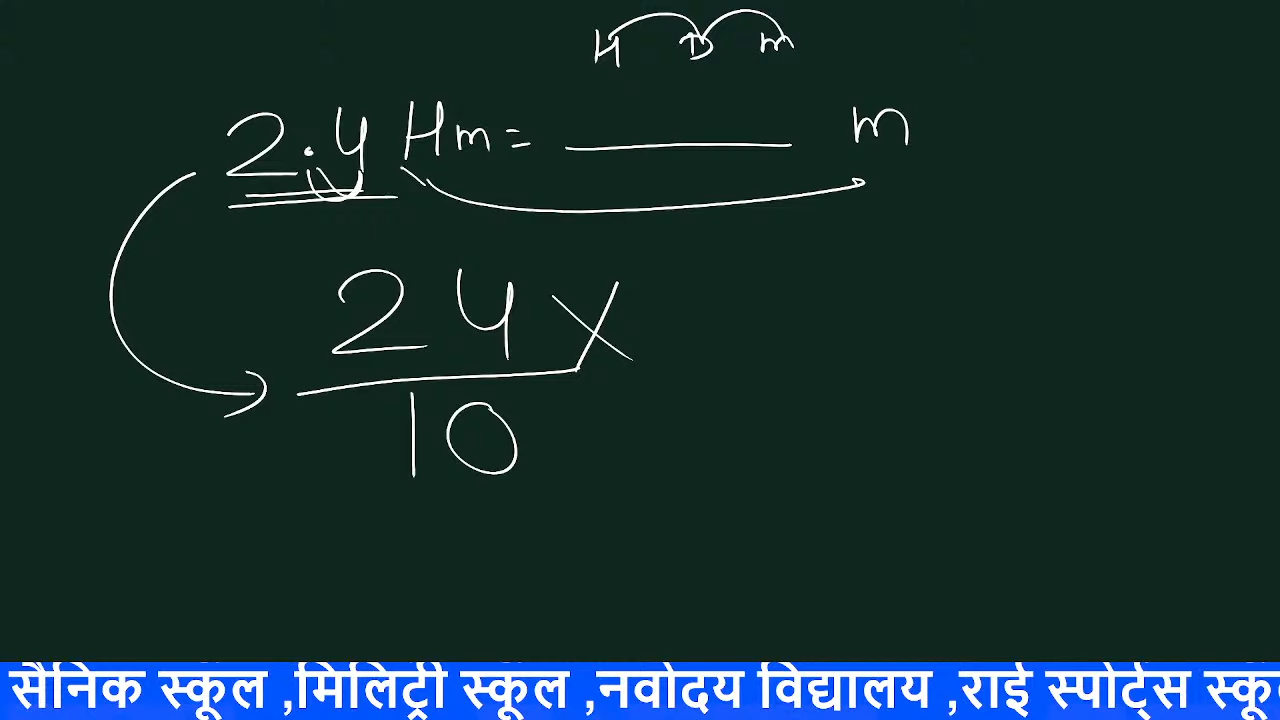 H D m
2.4 Hm = ______ m
24 x
10
सैनिक स्कूल ,मिलिट्री स्कूल ,नवोदय विद्यालय ,राई स्पोर्ट्स